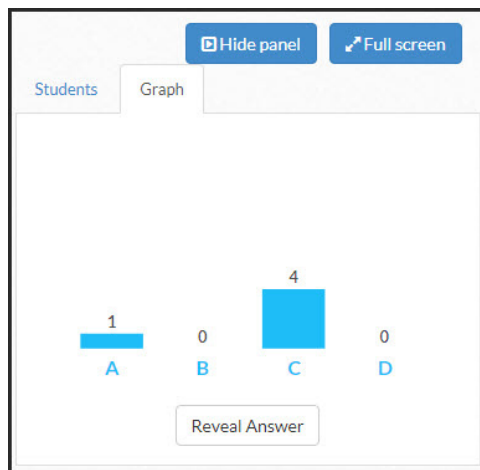 Hide panel Full screen
Students Graph
4
1
0 0
A B C D
Reveal Answer